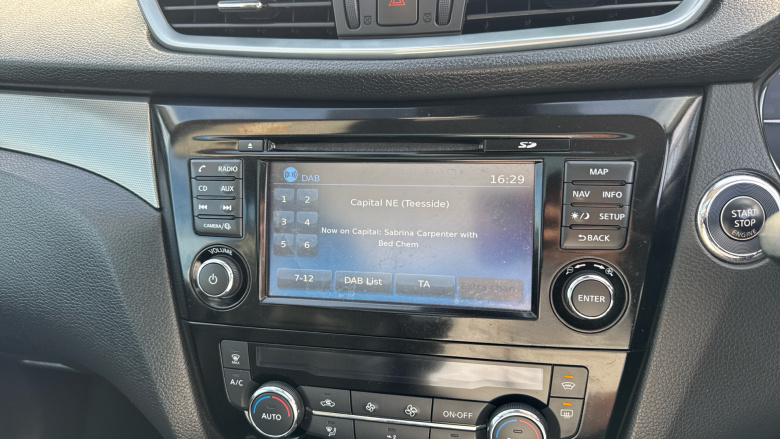 SD
RADIO
CD AUX
CAMERA/
VOLUME
DAB
16:29
1 2
Capital NE (Teesside)
3 4
Now on Capital: Sabrina Carpenter with
Bed Chem
5 6
7-12
DAB List
TA
MAP
NAV INFO
SETUP
BACK
ENTER
START
STOP
ENGINE
MAX
A/C
AUTO
ON·OFF